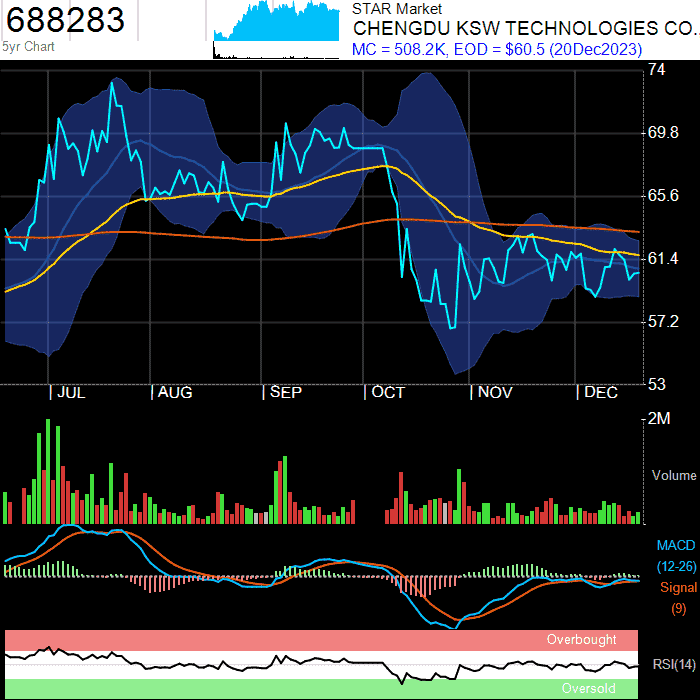 688283
5yr Chart
STAR Market
CHENGDU KSW TECHNOLOGIES CO.
MC = 508.2K, EOD = $60.5 (20Dec2023)
74
69.8
65.6
61.4
57.2
53
JUL
AUG
SEP
OCT
NOV
DEC
2M
Volume
MACD
(12-26)
Signal
(9)
Overbought
RSI(14)
Oversold